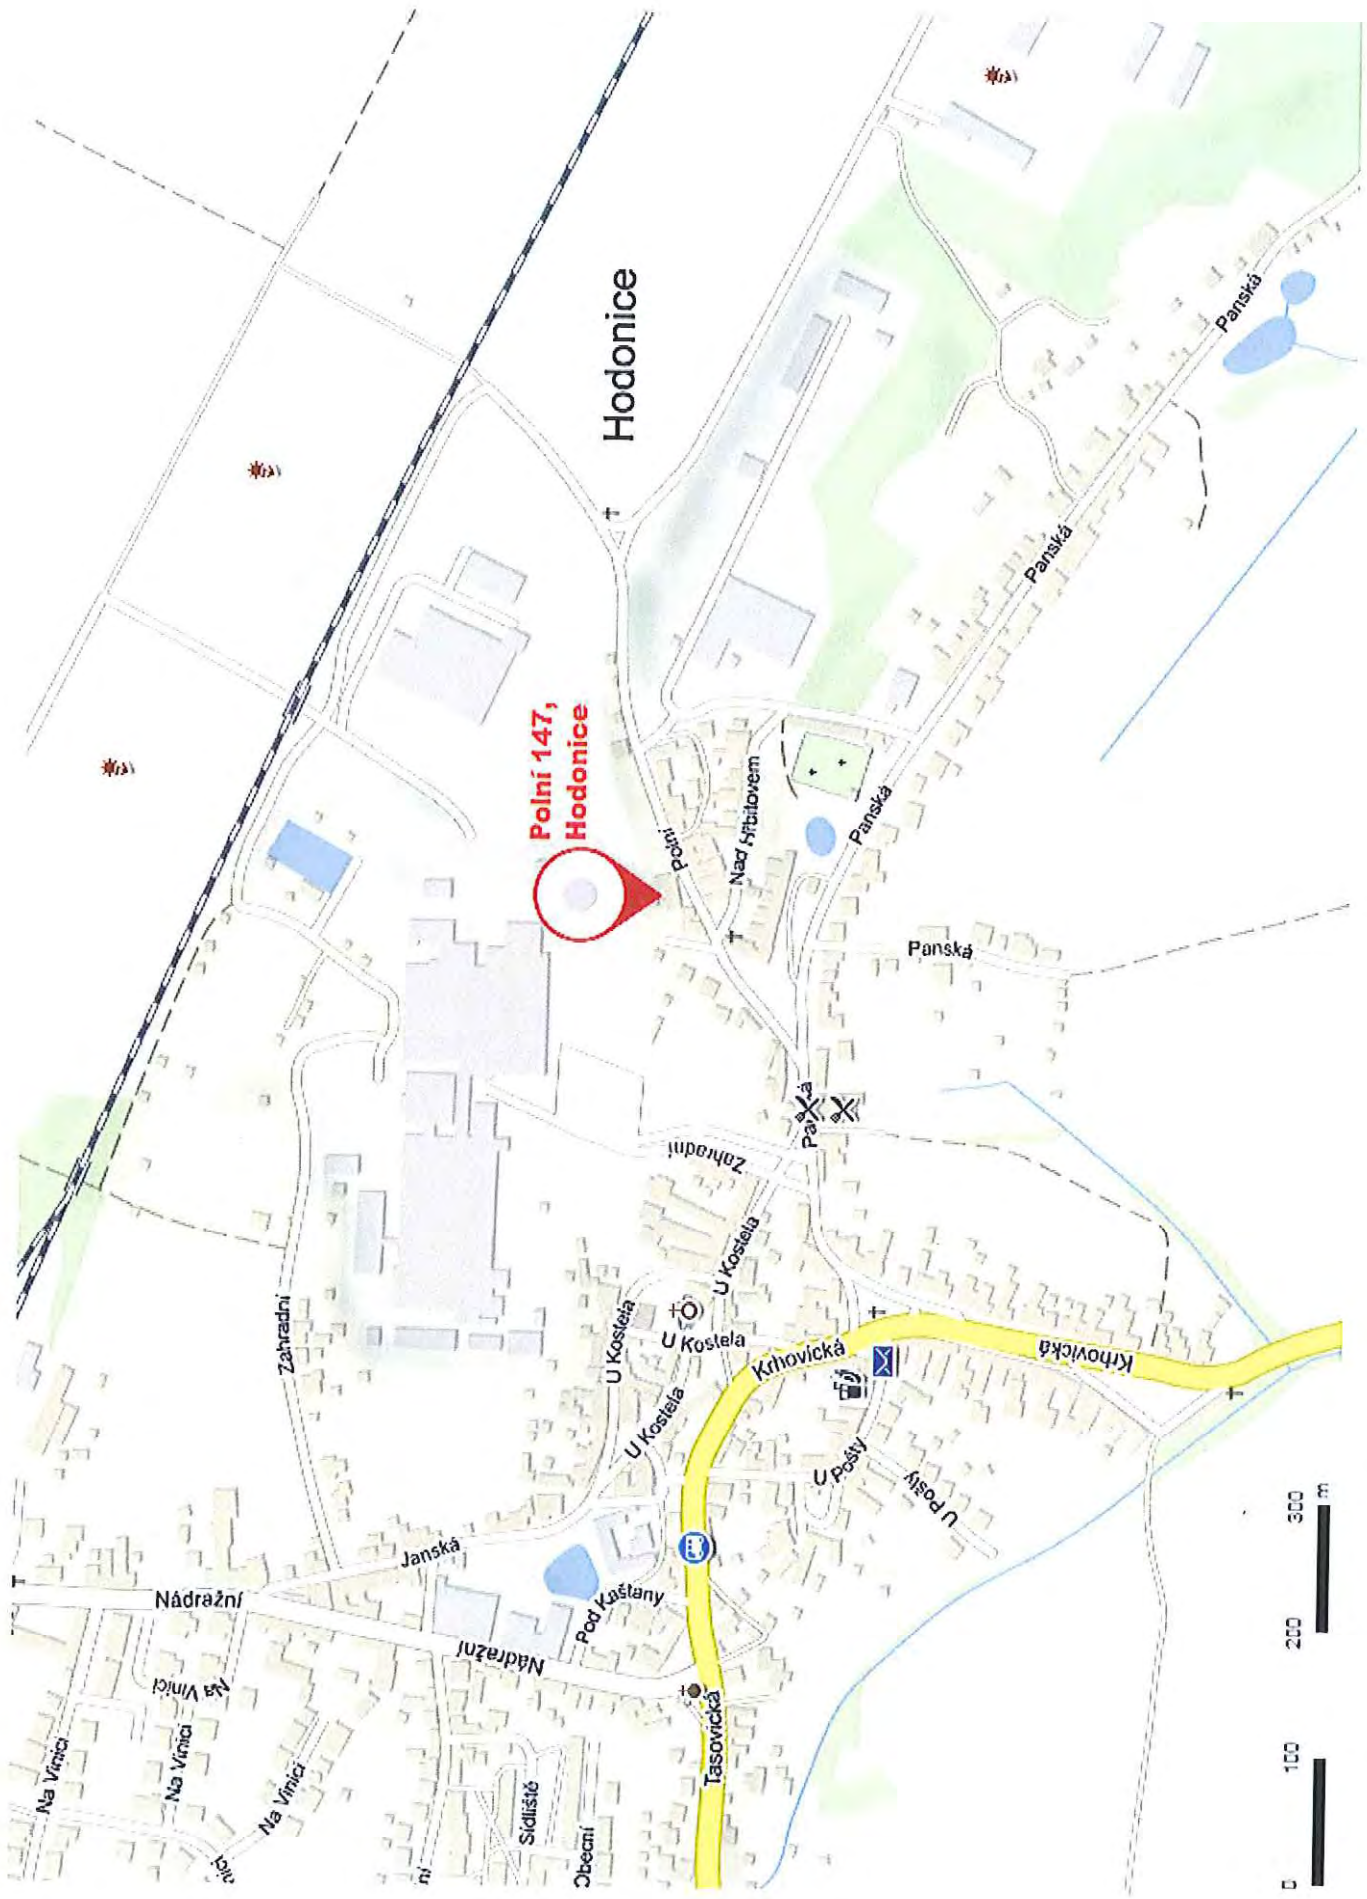 Na Vinici
Na Vinici
Na Vinici
Na Vinici
Nádražní
Zahradní
Janská
Nádražní
Sídliště
Obecní
Pod Kaštany
U Kostela
U Kostela
U Kostela
U Kostela
Zahradní
Polní 147,
Hodonice
Hodonice
Polní
Nad Hřbitovem
Tasovická
Krhovická
U Pošty
U Pošty
Panská
Panská
Panská
Panská
Krhovická
Panská
0
100
200
300
m